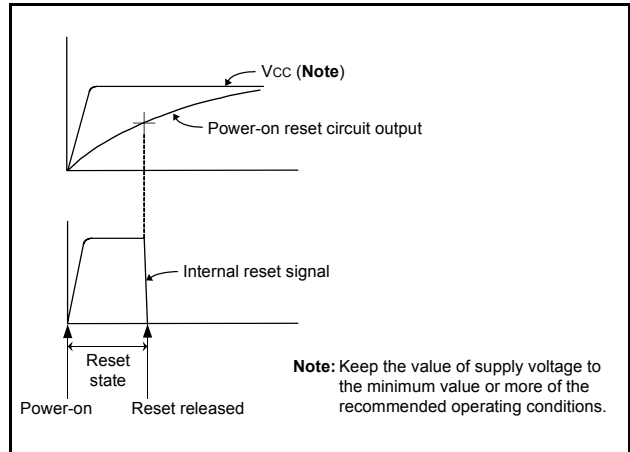 VCC (Note)
Power-on reset circuit output
Internal reset signal
Reset
state
Power-on
Reset released
Note: Keep the value of supply voltage to
the minimum value or more of the
recommended operating conditions.